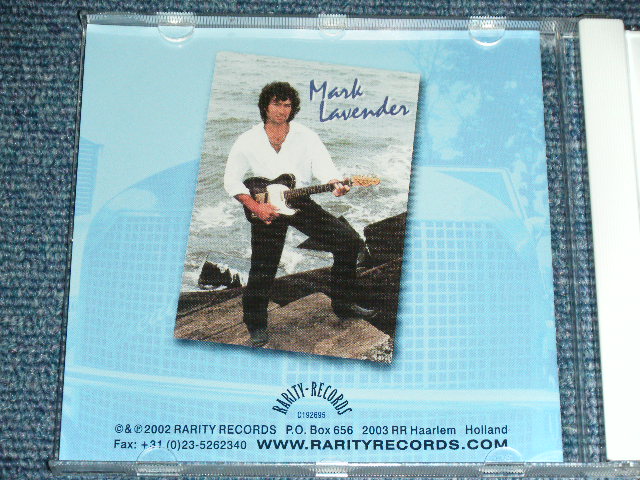 Mark
Lavender
RARITY-RECORDS
C192695
©&℗2002 RARITY RECORDS P.O. Box 656 2003 RR Haarlem Holland
Fax: +31 (0)23-5262340 WWW.RARITYRECORDS.COM